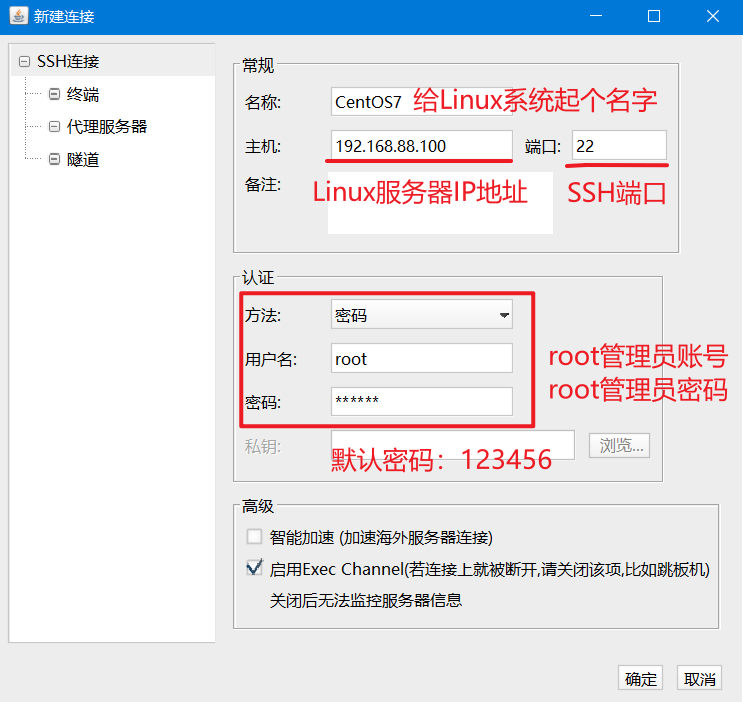 新建连接
SSH连接
终端
代理服务器
隧道
常规
名称: CentOS7 给Linux系统起个名字
主机: 192.168.88.100 端口: 22
备注: Linux服务器IP地址 SSH端口
认证
方法: 密码
用户名: root root管理员账号
root管理员密码
密码: ******
私钥: 浏览...
默认密码：123456
高级
智能加速 (加速海外服务器连接)
启用Exec Channel(若连接上就被断开,请关闭该项,比如跳板机)
关闭后无法监控服务器信息
确定 取消